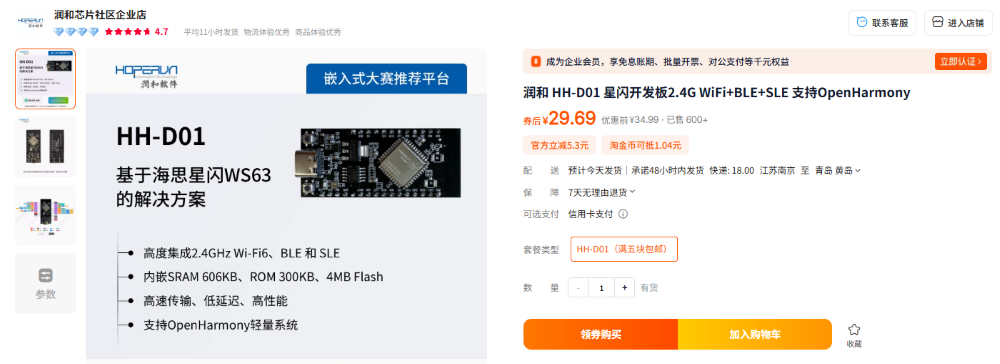 HOPERUN
润和软件
润和芯片社区企业店
4.7
平均11小时发货 物流体验优秀 商品体验优秀
联系客服
进入店铺
参数
HOPERUN
润和软件
嵌入式大赛推荐平台
HH-D01
基于海思星闪WS63
的解决方案
高度集成2.4GHz Wi-Fi6、BLE 和 SLE
内嵌SRAM 606KB、ROM 300KB、4MB Flash
高速传输、低延迟、高性能
支持OpenHarmony轻量系统
成为企业会员，享免息账期、批量开票、对公支付等千元权益
立即认证 >
润和 HH-D01 星闪开发板2.4G WiFi+BLE+SLE 支持OpenHarmony
券后 ¥29.69 优惠前 ¥34.99 · 已售 600+
官方立减5.3元 淘金币可抵1.04元
配 送 预计今天发货 | 承诺48小时内发货 快递: 18.00 江苏南京 至 青岛 黄岛
保 障 7天无理由退货
可选支付 信用卡支付
套餐类型 HH-D01（满五块包邮）
数 量 - 1 + 有货
领券购买
加入购物车
收藏